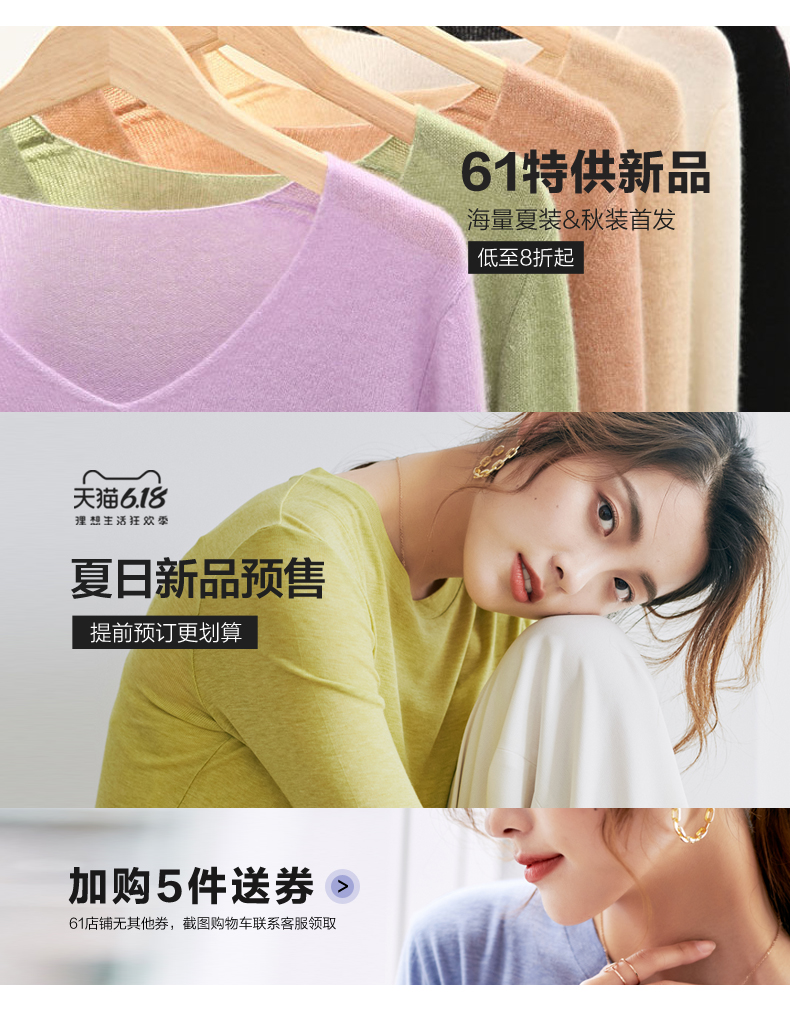 61特供新品
海量夏装&秋装首发
低至8折起
天猫6.18
理想生活狂欢季
夏日新品预售
提前预订更划算
加购5件送券 >
61店铺无其他券，截图购物车联系客服领取